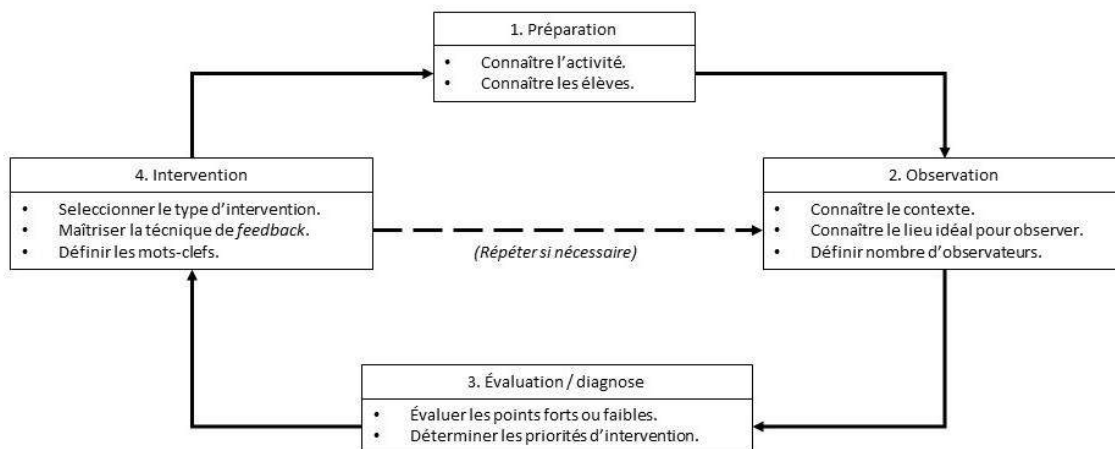 1. Préparation
• Connaître l'activité.
• Connaître les élèves.
2. Observation
• Connaître le contexte.
• Connaître le lieu idéal pour observer.
• Définir nombre d'observateurs.
3. Évaluation / diagnose
• Évaluer les points forts ou faibles.
• Déterminer les priorités d'intervention.
4. Intervention
• Seleccionner le type d'intervention.
• Maîtriser la técnique de feedback.
• Définir les mots-clefs.
(Répéter si nécessaire)